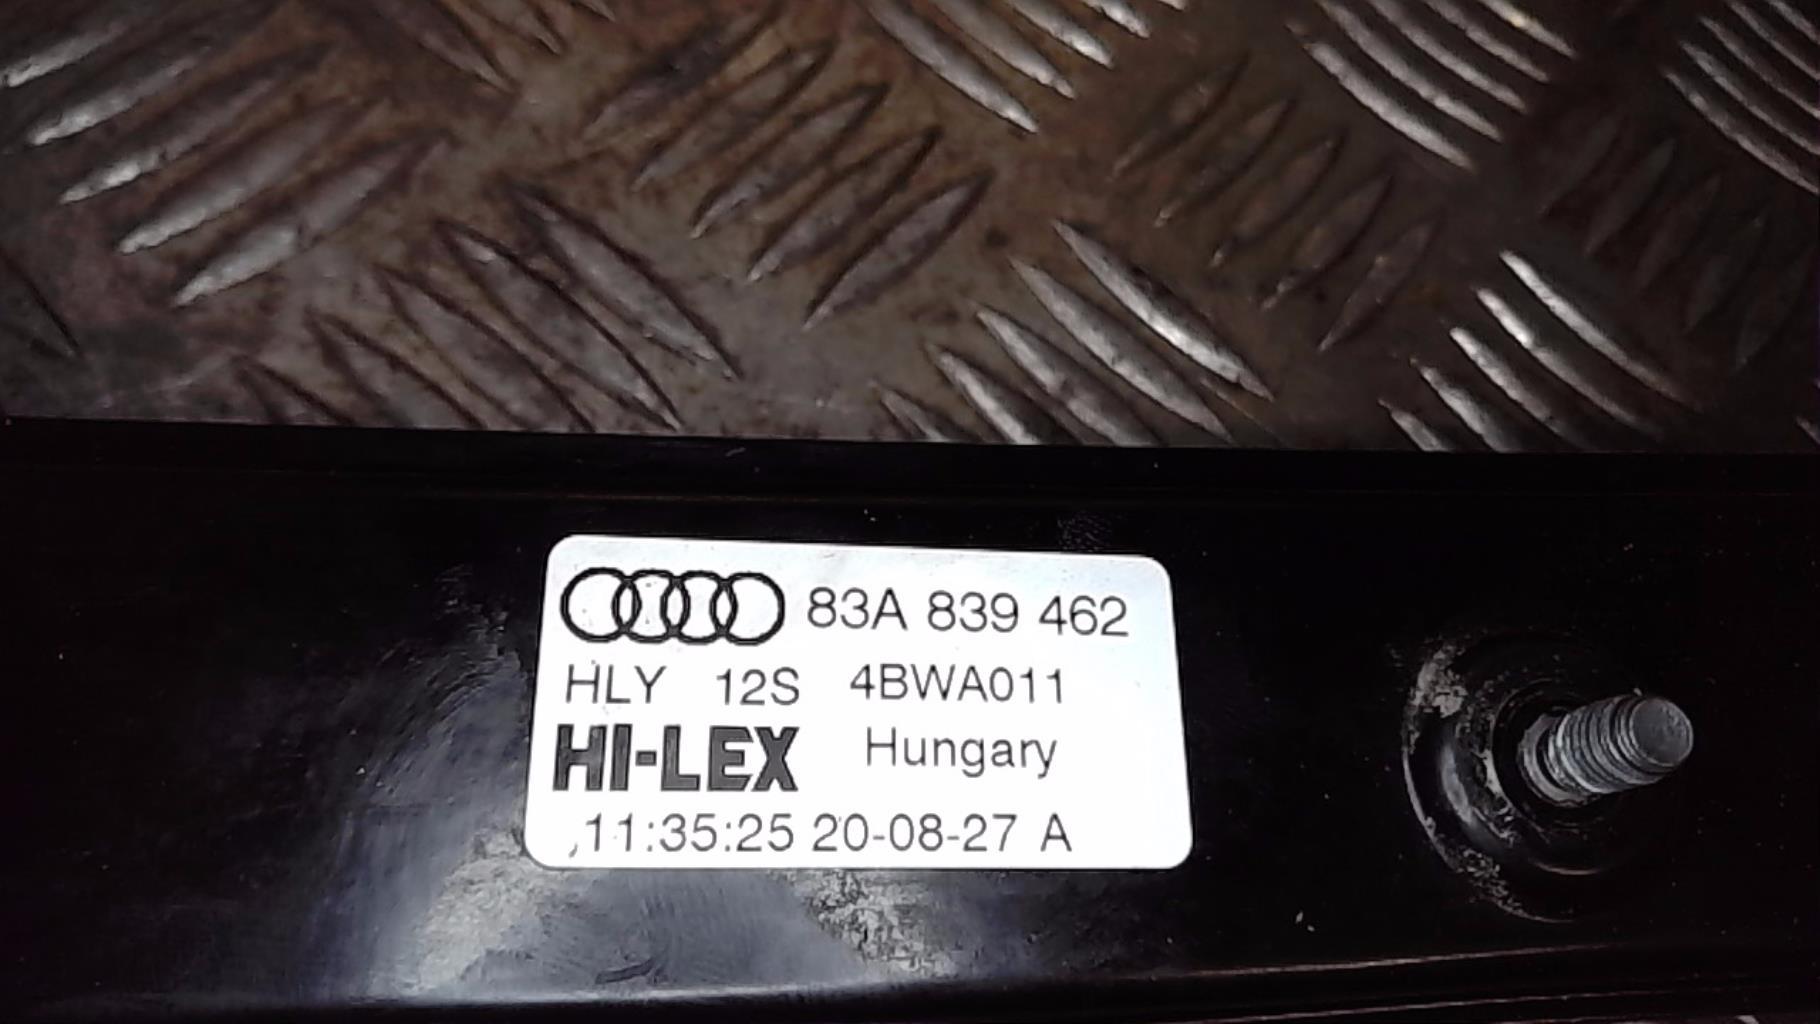 83A 839 462
HLY 12S 4BWA011
HI-LEX Hungary
11:35:25 20-08-27 A